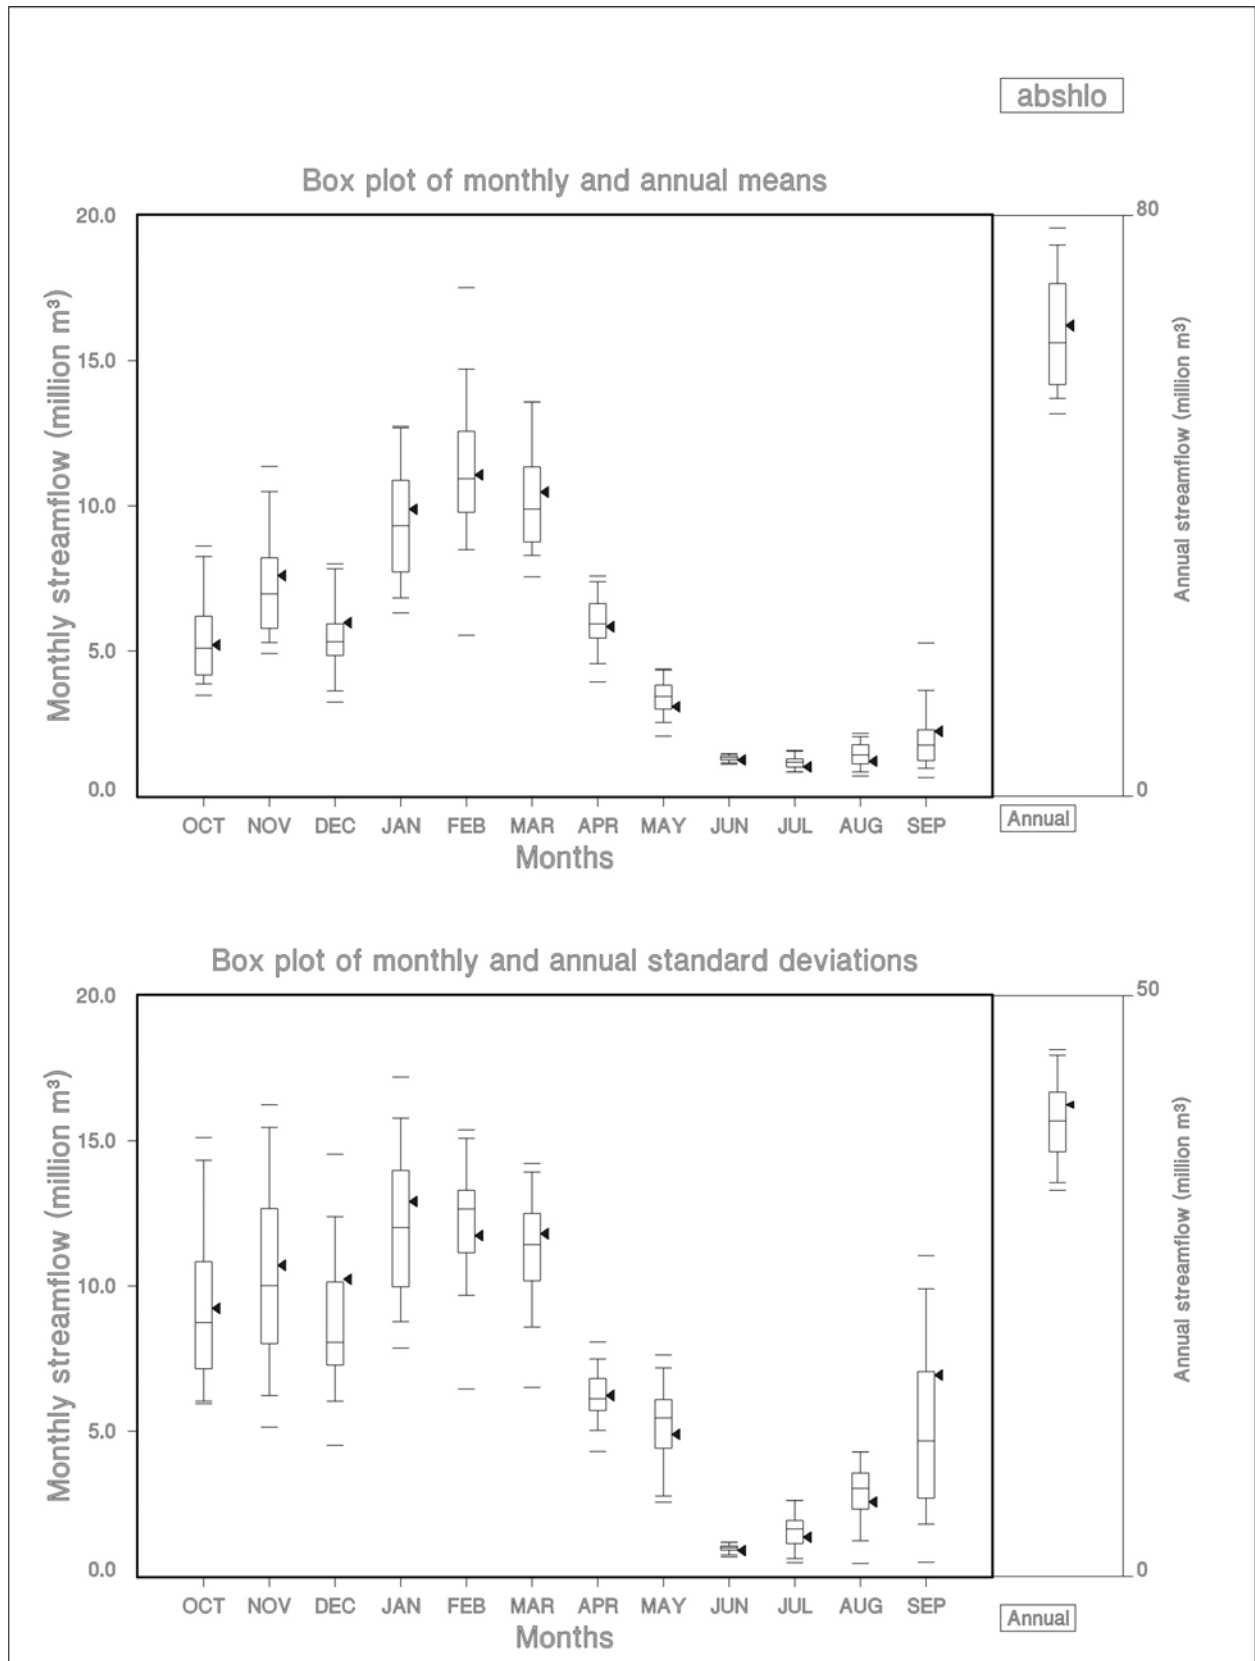 abshlo
Box plot of monthly and annual means
20.0
80
15.0
10.0
5.0
0.0
0
Monthly streamflow (million m³)
Annual streamflow (million m³)
OCT NOV DEC JAN FEB MAR APR MAY JUN JUL AUG SEP
Annual
Months
Box plot of monthly and annual standard deviations
20.0
50
15.0
10.0
5.0
0.0
0
Monthly streamflow (million m³)
Annual streamflow (million m³)
OCT NOV DEC JAN FEB MAR APR MAY JUN JUL AUG SEP
Annual
Months